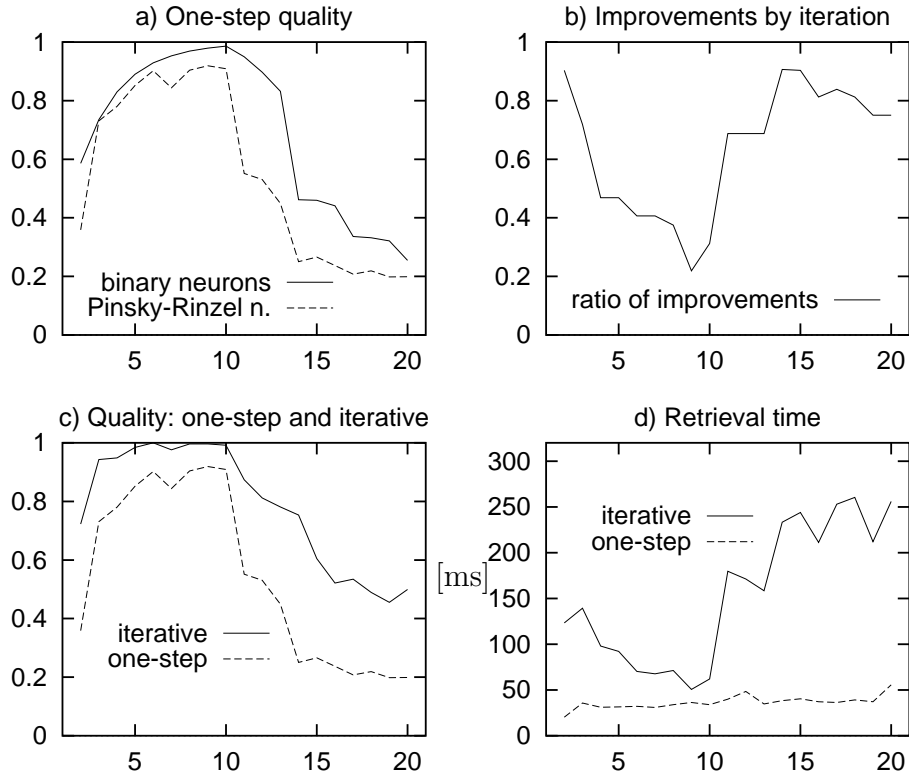 a) One-step quality
1
0.8
0.6
0.4
0.2
0
binary neurons
Pinsky-Rinzel n.
5 10 15 20
b) Improvements by iteration
1
0.8
0.6
0.4
0.2
0
ratio of improvements
5 10 15 20
c) Quality: one-step and iterative
1
0.8
0.6
0.4
0.2
0
iterative
one-step
5 10 15 20
d) Retrieval time
[ms]
300
250
200
150
100
50
0
iterative
one-step
5 10 15 20